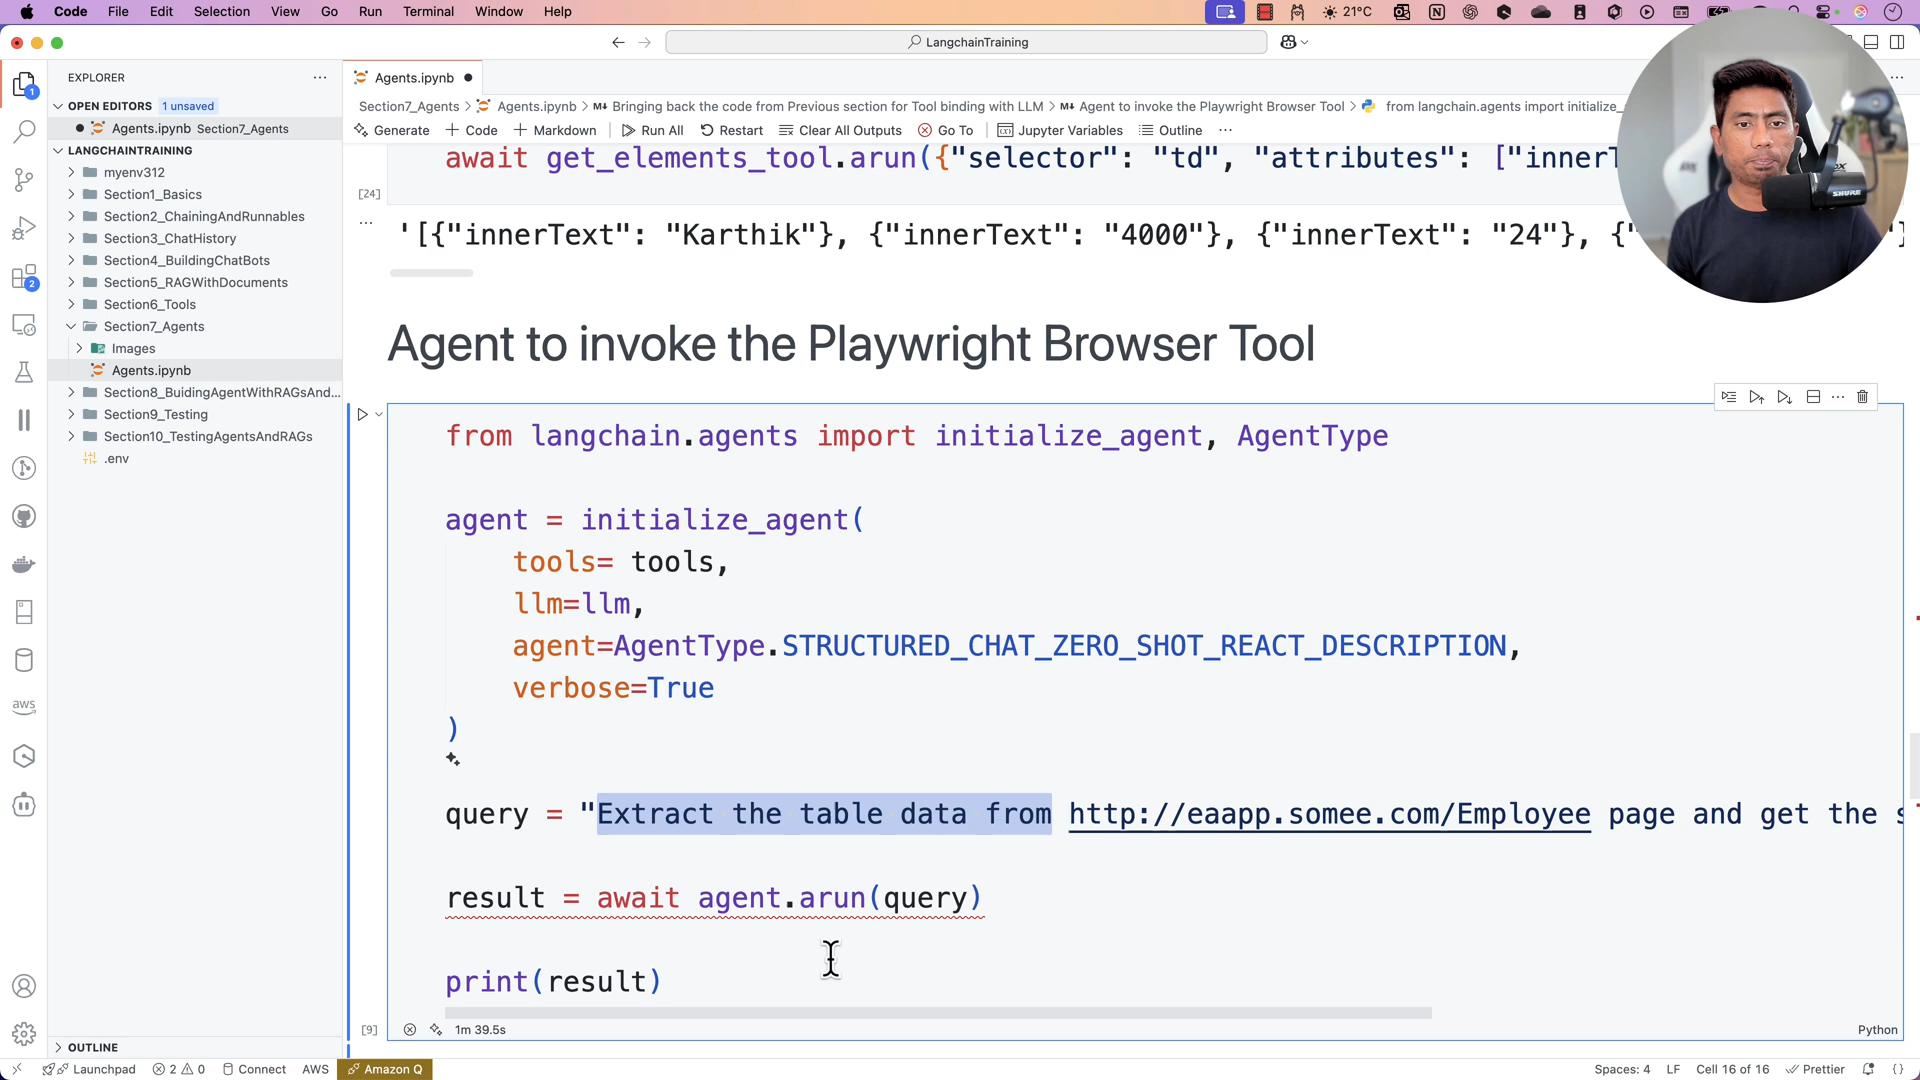 Code File Edit Selection View Go Run Terminal Window Help
21°C
LangchainTraining
EXPLORER
OPEN EDITORS 1 unsaved
Agents.ipynb Section7_Agents
LANGCHAINTRAINING
myenv312
Section1_Basics
Section2_ChainingAndRunnables
Section3_ChatHistory
Section4_BuildingChatBots
Section5_RAGWithDocuments
Section6_Tools
Section7_Agents
Images
Agents.ipynb
Section8_BuidingAgentWithRAGsAnd...
Section9_Testing
Section10_TestingAgentsAndRAGs
.env
OUTLINE
1
2
aws
Agents.ipynb
Section7_Agents > Agents.ipynb > Bringing back the code from Previous section for Tool binding with LLM > Agent to invoke the Playwright Browser Tool > from langchain.agents import initialize_
Generate + Code + Markdown Run All Restart Clear All Outputs Go To Jupyter Variables Outline ...
await get_elements_tool.arun({"selector": "td", "attributes": ["innerT
[24]
'[{"innerText": "Karthik"}, {"innerText": "4000"}, {"innerText": "24"}, {"
Agent to invoke the Playwright Browser Tool
from langchain.agents import initialize_agent, AgentType
agent = initialize_agent(
tools= tools,
llm=llm,
agent=AgentType.STRUCTURED_CHAT_ZERO_SHOT_REACT_DESCRIPTION,
verbose=True
)
query = "Extract the table data from http://eaapp.somee.com/Employee page and get the s
result = await agent.arun(query)
print(result)
[9] 1m 39.5s Python
Launchpad 2 0 Connect AWS Amazon Q Spaces: 4 LF Cell 16 of 16 Prettier
SHURE